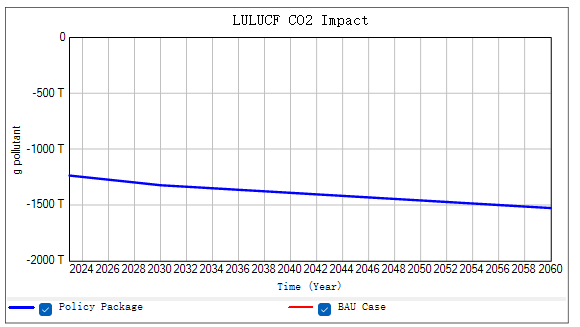 LULUCF CO2 Impact
0
-500 T
-1000 T
-1500 T
-2000 T
g pollutant
2024 2026 2028 2030 2032 2034 2036 2038 2040 2042 2044 2046 2048 2050 2052 2054 2056 2058 2060
Time (Year)
Policy Package BAU Case